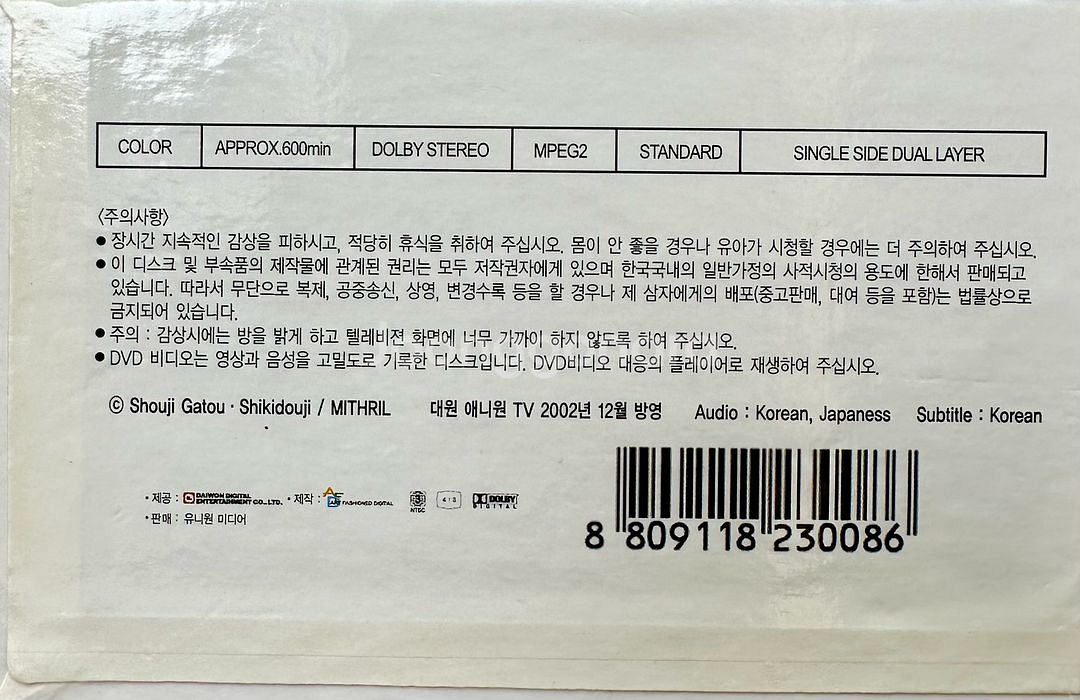 COLOR APPROX.600min DOLBY STEREO MPEG2 STANDARD SINGLE SIDE DUAL LAYER
〈주의사항〉
● 장시간 지속적인 감상을 피하시고, 적당히 휴식을 취하여 주십시오. 몸이 안 좋을 경우나 유아가 시청할 경우에는 더 주의하여 주십시오.
● 이 디스크 및 부속품의 제작물에 관계된 권리는 모두 저작권자에게 있으며 한국국내의 일반가정의 사적시청의 용도에 한해서 판매되고
있습니다. 따라서 무단으로 복제, 공중송신, 상영, 변경수록 등을 할 경우나 제 삼자에게의 배포(중고판매, 대여 등을 포함)는 법률상으로
금지되어 있습니다.
● 주의 : 감상시에는 방을 밝게 하고 텔레비젼 화면에 너무 가까이 하지 않도록 하여 주십시오.
● DVD 비디오는 영상과 음성을 고밀도로 기록한 디스크입니다. DVD비디오 대응의 플레이어로 재생하여 주십시오.
© Shouji Gatou · Shikidouji / MITHRIL 대원 애니원 TV 2002년 12월 방영 Audio : Korean, Japaness Subtitle : Korean
• 제공 : DAIWON DIGITAL ENTERTAINMENT CO., LTD. • 제작 : FASHIONED DIGITAL NTSC 4:3 DOLBY DIGITAL
• 판매 : 유니원 미디어
8 809118 230086